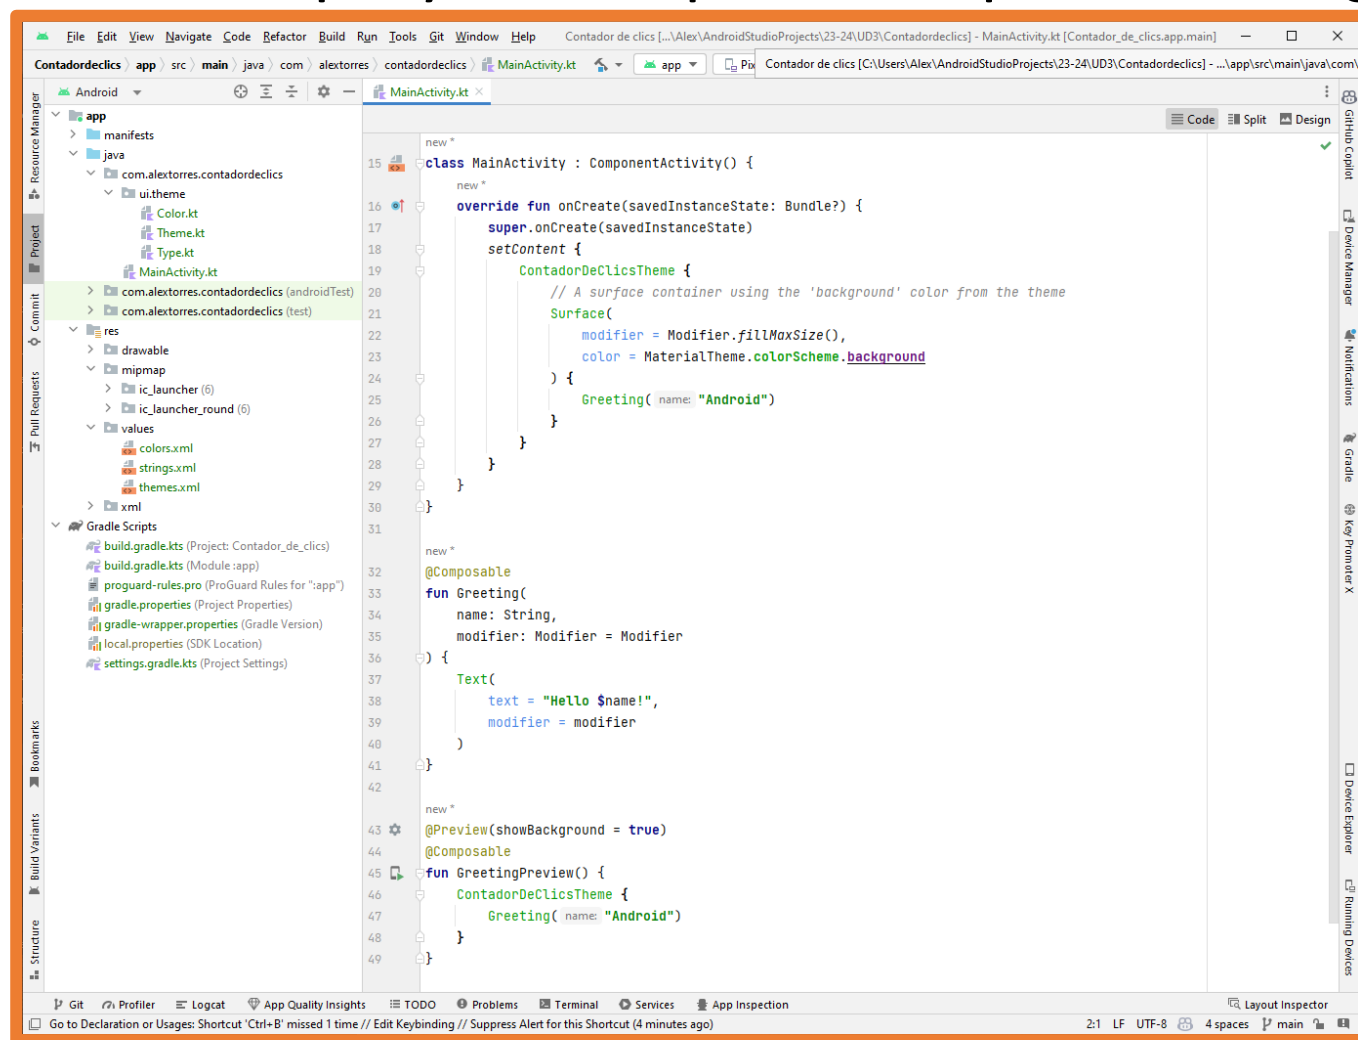 File Edit View Navigate Code Refactor Build Run Tools Git Window Help Contador de clics [...\Alex\AndroidStudioProjects\23-24\UD3\Contadordeclics] - MainActivity.kt [Contador_de_clics.app.main]
Contadordeclics app src main java com alextorres contadordeclics MainActivity.kt app Contador de clics [C:\Users\Alex\AndroidStudioProjects\23-24\UD3\Contadordeclics] - ...\app\src\main\java\com\
Android
MainActivity.kt
Code Split Design
app
manifests
java
com.alextorres.contadordeclics
ui.theme
Color.kt
Theme.kt
Type.kt
MainActivity.kt
com.alextorres.contadordeclics (androidTest)
com.alextorres.contadordeclics (test)
res
drawable
mipmap
ic_launcher (6)
ic_launcher_round (6)
values
colors.xml
strings.xml
themes.xml
xml
Gradle Scripts
build.gradle.kts (Project: Contador_de_clics)
build.gradle.kts (Module :app)
proguard-rules.pro (ProGuard Rules for ":app")
gradle.properties (Project Properties)
gradle-wrapper.properties (Gradle Version)
local.properties (SDK Location)
settings.gradle.kts (Project Settings)
new *
15 class MainActivity : ComponentActivity() {
new *
16 override fun onCreate(savedInstanceState: Bundle?) {
17 super.onCreate(savedInstanceState)
18 setContent {
19 ContadorDeClicsTheme {
20 // A surface container using the 'background' color from the theme
21 Surface(
22 modifier = Modifier.fillMaxSize(),
23 color = MaterialTheme.colorScheme.background
24 ) {
25 Greeting( name: "Android")
26 }
27 }
28 }
29 }
30 }
31
new *
32 @Composable
33 fun Greeting(
34 name: String,
35 modifier: Modifier = Modifier
36 ) {
37 Text(
38 text = "Hello $name!",
39 modifier = modifier
40 )
41 }
42
new *
43 @Preview(showBackground = true)
44 @Composable
45 fun GreetingPreview() {
46 ContadorDeClicsTheme {
47 Greeting( name: "Android")
48 }
49 }
Resource Manager
Project
Commit
Pull Requests
Bookmarks
Build Variants
Structure
GitHub Copilot
Device Manager
Notifications
Gradle
Key Promoter X
Device Explorer
Running Devices
Git Profiler Logcat App Quality Insights TODO Problems Terminal Services App Inspection Layout Inspector
Go to Declaration or Usages: Shortcut 'Ctrl+B' missed 1 time // Edit Keybinding // Suppress Alert for this Shortcut (4 minutes ago) 2:1 LF UTF-8 4 spaces main